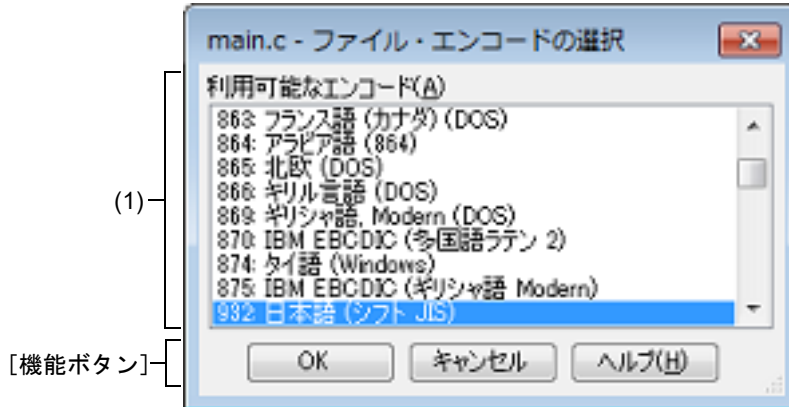 main.c - ファイル・エンコードの選択
利用可能なエンコード(A)
863: フランス語 (カナダ) (DOS)
864: アラビア語 (864)
865: 北欧 (DOS)
866: キリル言語 (DOS)
869: ギリシャ語, Modern (DOS)
870: IBM EBCDIC (多国語ラテン 2)
874: タイ語 (Windows)
875: IBM EBCDIC (ギリシャ語 Modern)
932: 日本語 (シフト JIS)
(1)
[機能ボタン]
OK
キャンセル
ヘルプ(H)